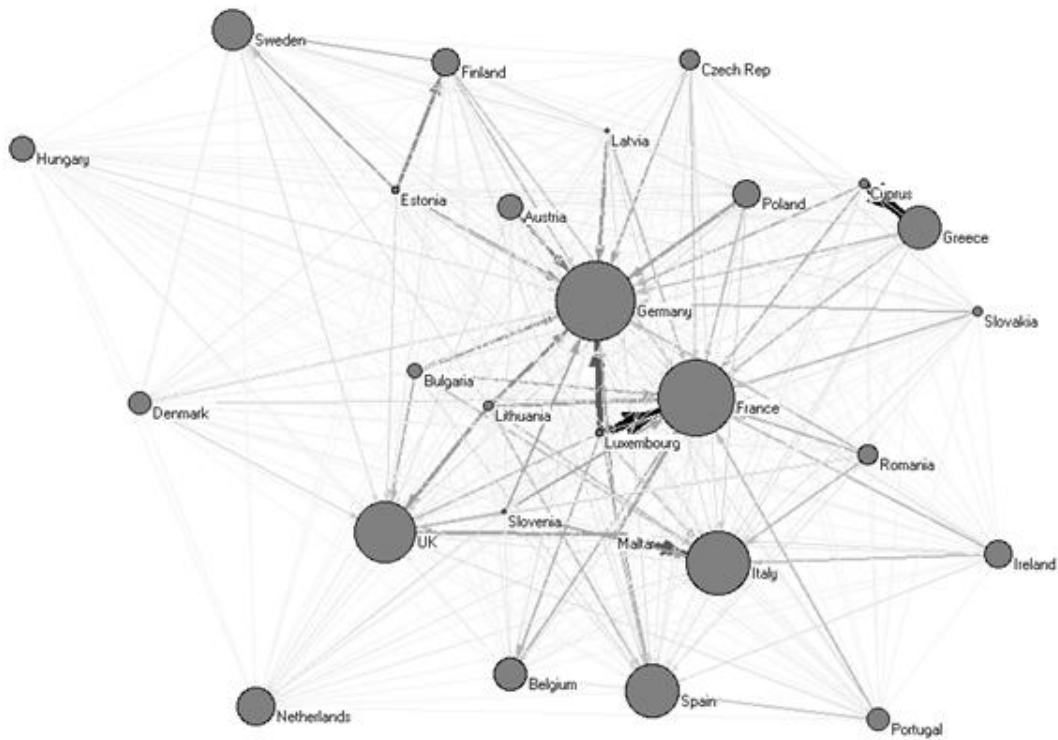 Sweden
Finland
Czech Rep
Latvia
Hungary
Estonia
Austria
Poland
Cyprus
Greece
Germany
Slovakia
Bulgaria
Denmark
Lithuania
France
Luxembourg
Romania
Slovenia
UK
Malta
Italy
Ireland
Belgium
Spain
Netherlands
Portugal